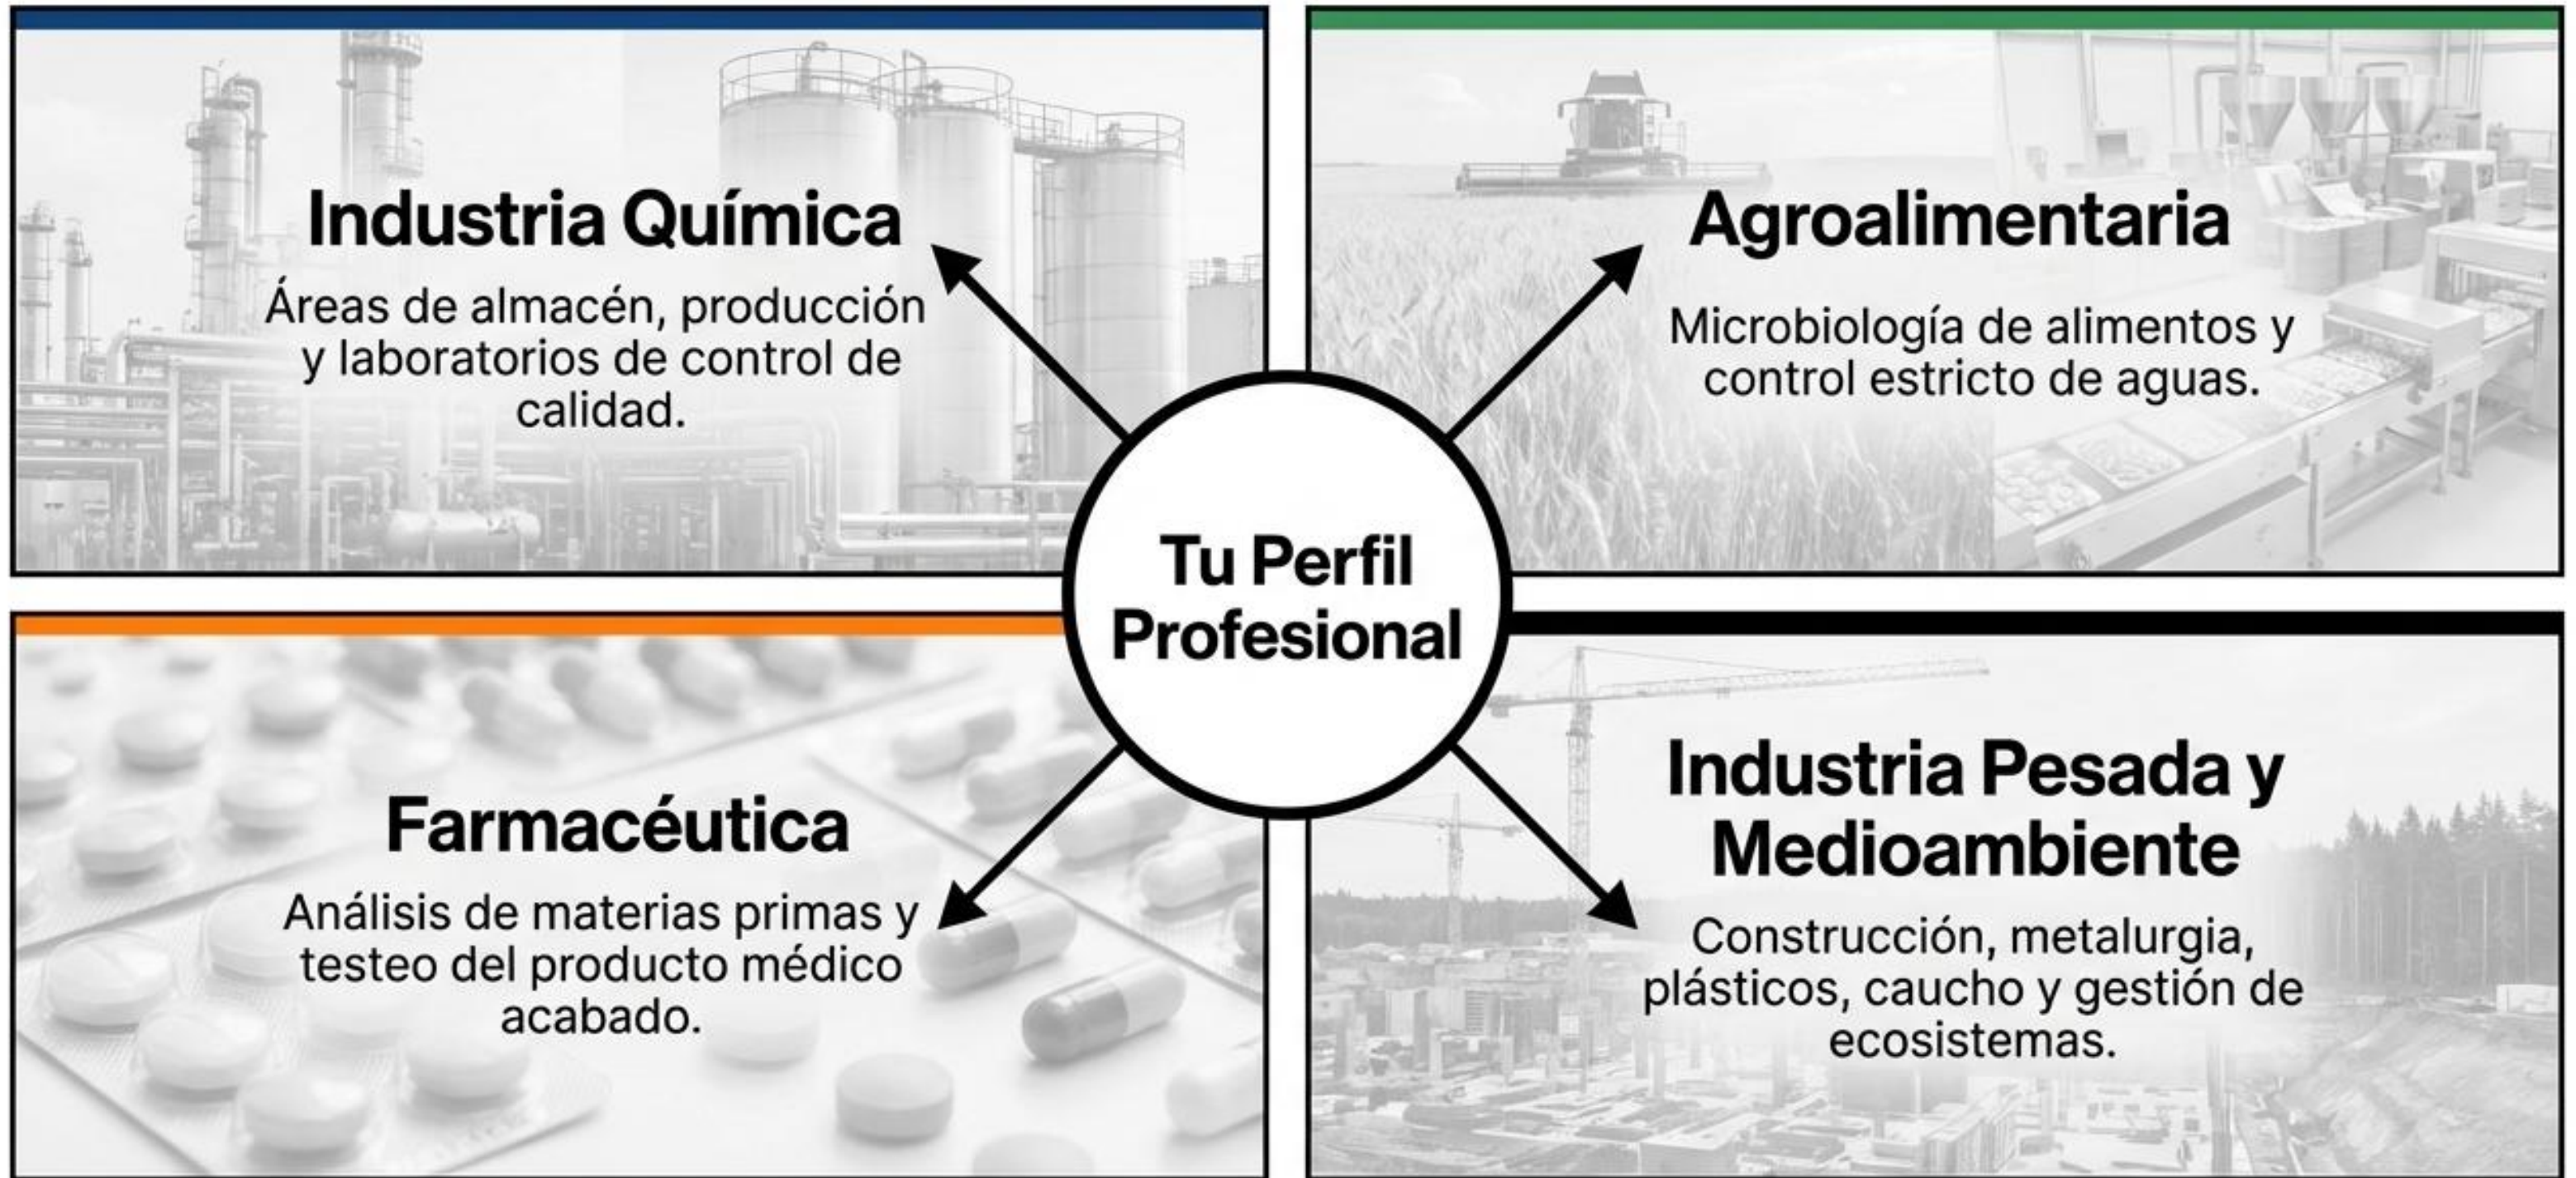 Industria Química
Áreas de almacén, producción
y laboratorios de control de
calidad.
Agroalimentaria
Microbiología de alimentos y
control estricto de aguas.
Tu Perfil
Profesional
Farmacéutica
Análisis de materias primas y
testeo del producto médico
acabado.
Industria Pesada y
Medioambiente
Construcción, metalurgia,
plásticos, caucho y gestión de
ecosistemas.